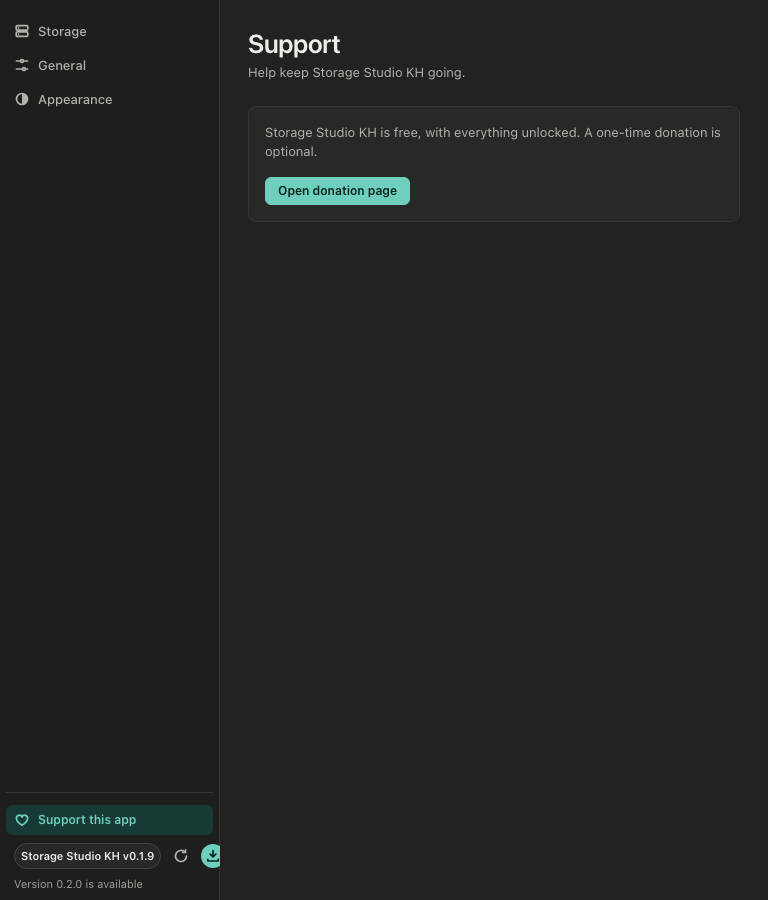 Storage
General
Appearance
Support
Help keep Storage Studio KH going.
Storage Studio KH is free, with everything unlocked. A one-time donation is
optional.
Open donation page
Support this app
Storage Studio KH v0.1.9
Version 0.2.0 is available